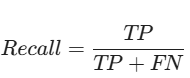 Recall = TP / (TP + FN)